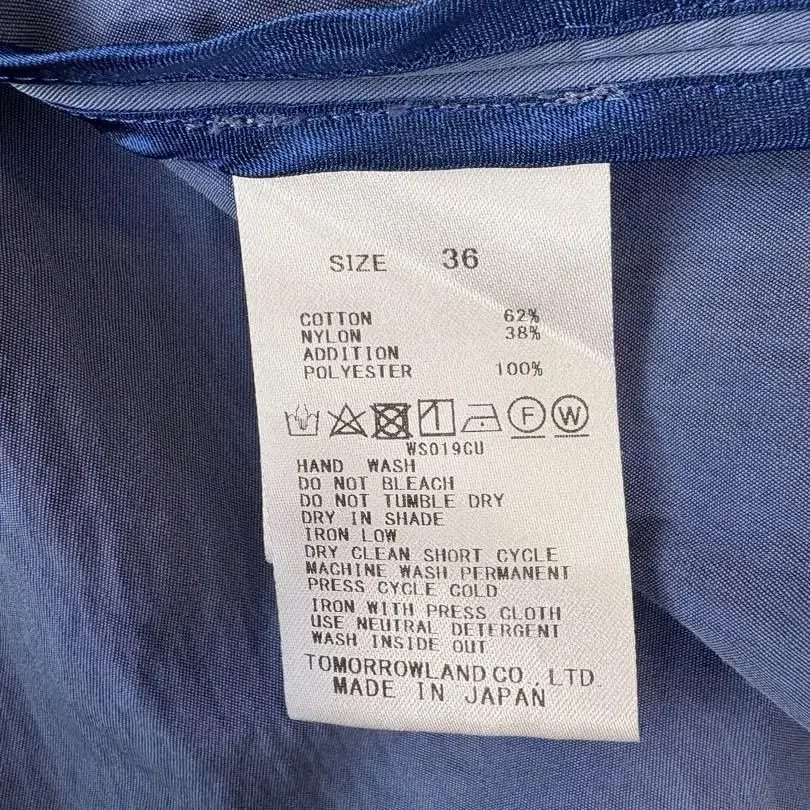 SIZE 36
COTTON 62%
NYLON 38%
ADDITION
POLYESTER 100%
F W
WS019CU
HAND WASH
DO NOT BLEACH
DO NOT TUMBLE DRY
DRY IN SHADE
IRON LOW
DRY CLEAN SHORT CYCLE
MACHINE WASH PERMANENT
PRESS CYCLE COLD
IRON WITH PRESS CLOTH
USE NEUTRAL DETERGENT
WASH INSIDE OUT
TOMORROWLAND CO.,LTD
MADE IN JAPAN